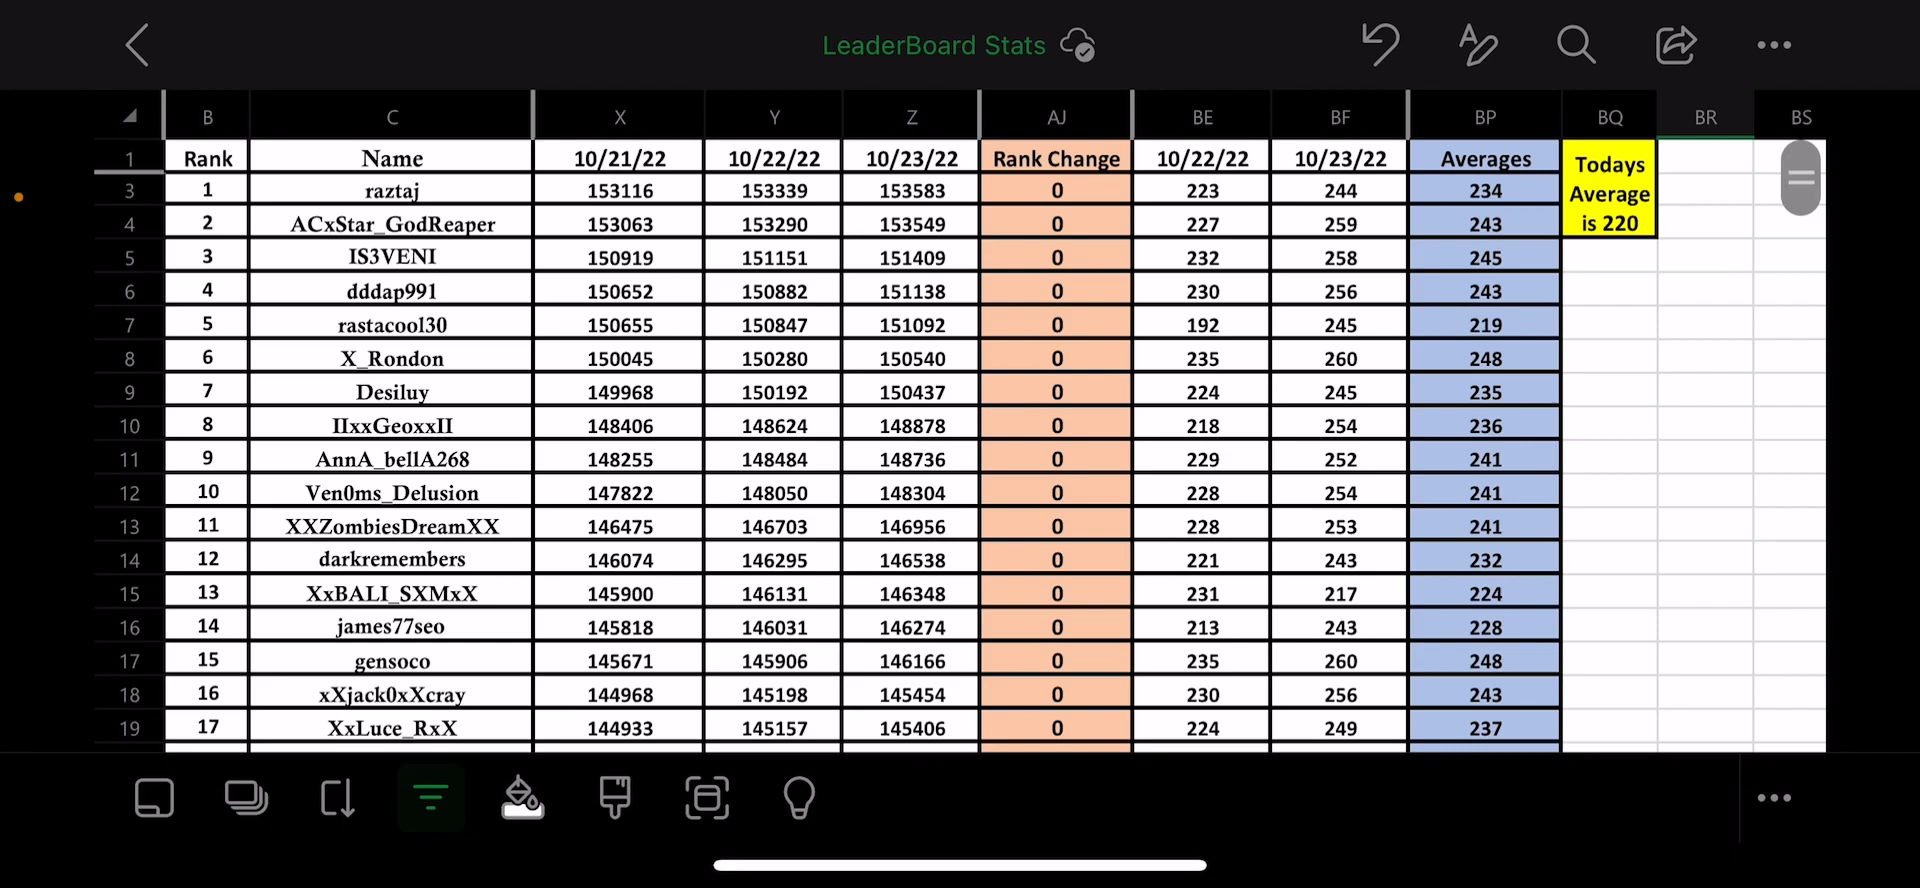 LeaderBoard Stats
B C X Y Z AJ BE BF BP BQ BR BS
1 Rank Name 10/21/22 10/22/22 10/23/22 Rank Change 10/22/22 10/23/22 Averages Todays
Average
is 220
3 1 raztaj 153116 153339 153583 0 223 244 234
4 2 ACxStar_GodReaper 153063 153290 153549 0 227 259 243
5 3 IS3VENI 150919 151151 151409 0 232 258 245
6 4 dddap991 150652 150882 151138 0 230 256 243
7 5 rastacool30 150655 150847 151092 0 192 245 219
8 6 X_Rondon 150045 150280 150540 0 235 260 248
9 7 Desiluy 149968 150192 150437 0 224 245 235
10 8 IIxxGeoxxII 148406 148624 148878 0 218 254 236
11 9 AnnA_bellA268 148255 148484 148736 0 229 252 241
12 10 Ven0ms_Delusion 147822 148050 148304 0 228 254 241
13 11 XXZombiesDreamXX 146475 146703 146956 0 228 253 241
14 12 darkremembers 146074 146295 146538 0 221 243 232
15 13 XxBALI_SXMxX 145900 146131 146348 0 231 217 224
16 14 james77seo 145818 146031 146274 0 213 243 228
17 15 gensoco 145671 145906 146166 0 235 260 248
18 16 xXjack0xXcray 144968 145198 145454 0 230 256 243
19 17 XxLuce_RxX 144933 145157 145406 0 224 249 237